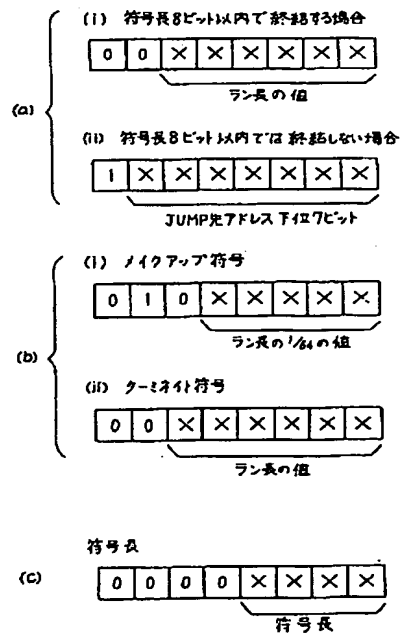 (i) 符号長8ビット以内で終結する場合
0 0 × × × × × ×
ラン長の値
(a)
(ii) 符号長8ビット以内では終結しない場合
1 × × × × × × ×
JUMP先アドレス下位7ビット
(i) メイクアップ符号
0 1 0 × × × × ×
ラン長の1/64の値
(b)
(ii) ターミネイト符号
0 0 × × × × × ×
ラン長の値
符号長
(c)
0 0 0 0 × × × ×
符号長